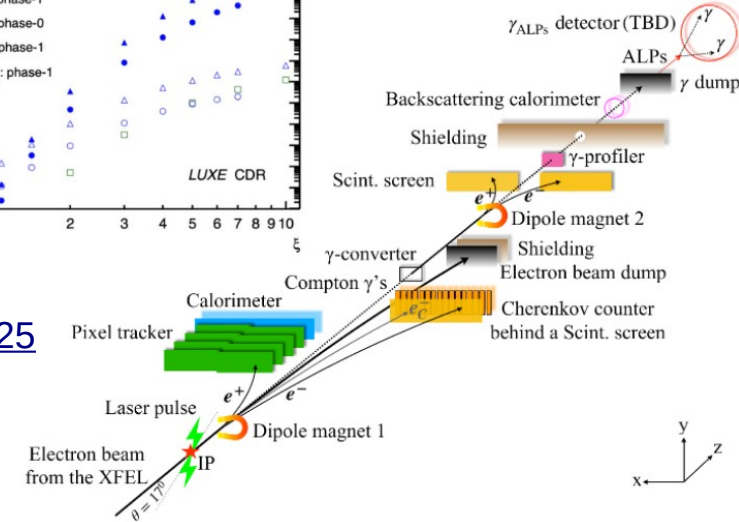 phase-1
phase-0
phase-1
: phase-1
LUXE CDR
2 3 4 5 6 7 8 9 10
ξ
25
γALPs detector (TBD)
γ
γ
ALPs
γ dump
Backscattering calorimeter
Shielding
γ-profiler
Scint. screen
e+
e−
Dipole magnet 2
γ-converter
Shielding
Electron beam dump
Compton γ's
Calorimeter
Cherenkov counter
behind a Scint. screen
e−C
Pixel tracker
e+
e−
Laser pulse
Dipole magnet 1
Electron beam
from the XFEL
IP
θ = 17⁰
y
z
x